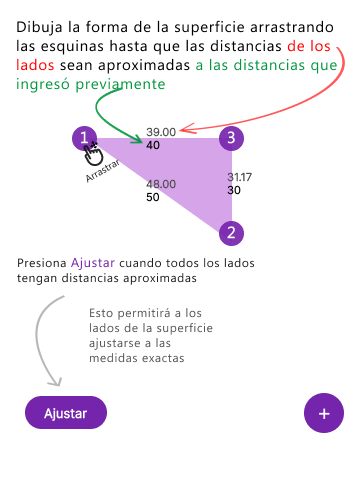 Dibuja la forma de la superficie arrastrando
las esquinas hasta que las distancias de los
lados sean aproximadas a las distancias que
ingresó previamente
39.00
1
3
40
Arrastrar
31.17
48.00
30
50
2
Presiona Ajustar cuando todos los lados
tengan distancias aproximadas
Esto permitirá a los
lados de la superficie
ajustarse a las
medidas exactas
Ajustar
+